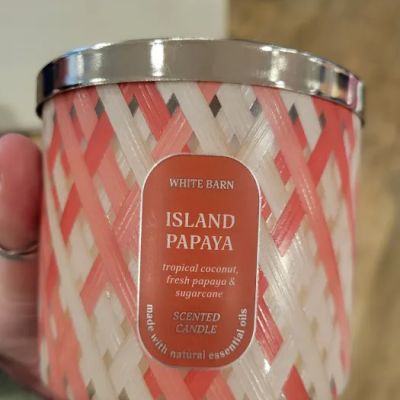 WHITE BARN
ISLAND
PAPAYA
tropical coconut,
fresh papaya &
sugarcane
SCENTED
CANDLE
made with natural essential oils